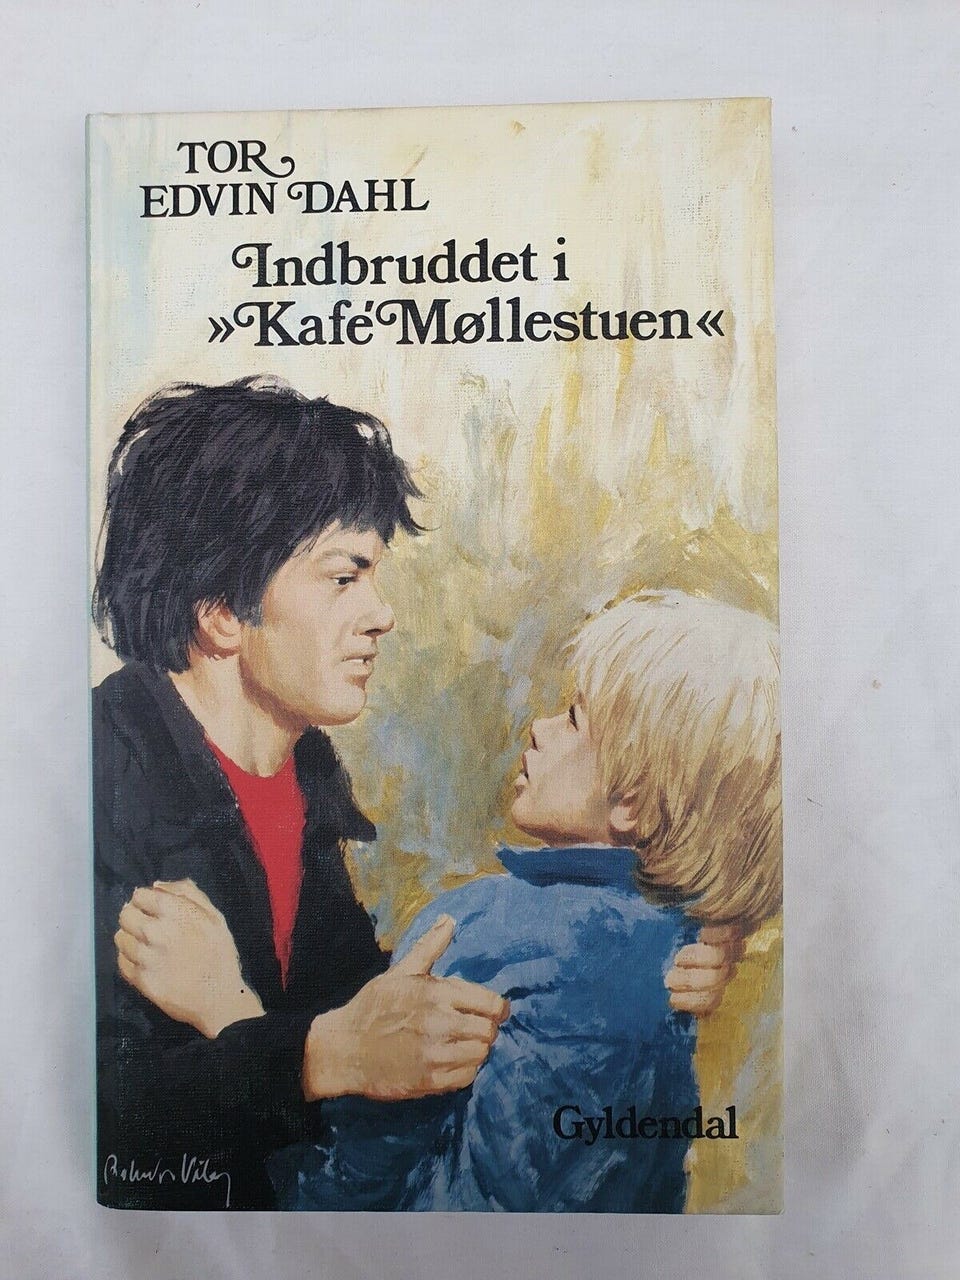 TOR
EDVIN DAHL
Indbruddet i
»Kafé Møllestuen«
Gyldendal